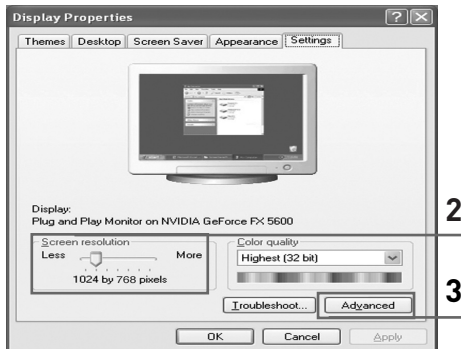 Display Properties
Themes Desktop Screen Saver Appearance Settings
Display:
Plug and Play Monitor on NVIDIA GeForce FX 5600
Screen resolution
Less More
1024 by 768 pixels
Color quality
Highest (32 bit)
2
Troubleshoot... Advanced
3
OK Cancel Apply